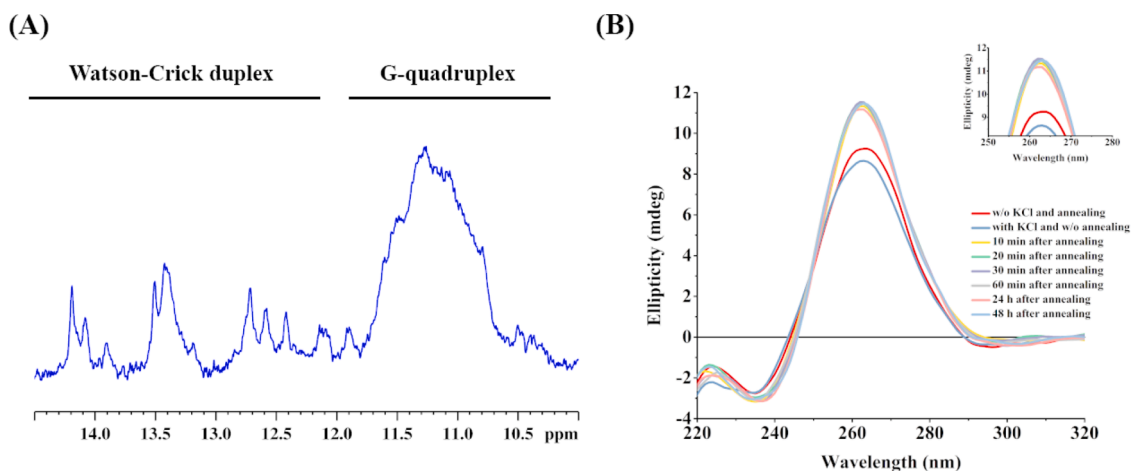 (A)
Watson-Crick duplex
G-quadruplex
14.0 13.5 13.0 12.5 12.0 11.5 11.0 10.5 ppm
(B)
12
10
8
6
4
2
0
-2
-4
220 240 260 280 300 320
Ellipticity (mdeg)
Wavelength (nm)
12
11
10
9
250 260 270 280
Ellipticity (mdeg)
Wavelength (nm)
w/o KCl and annealing
with KCl and w/o annealing
10 min after annealing
20 min after annealing
30 min after annealing
60 min after annealing
24 h after annealing
48 h after annealing